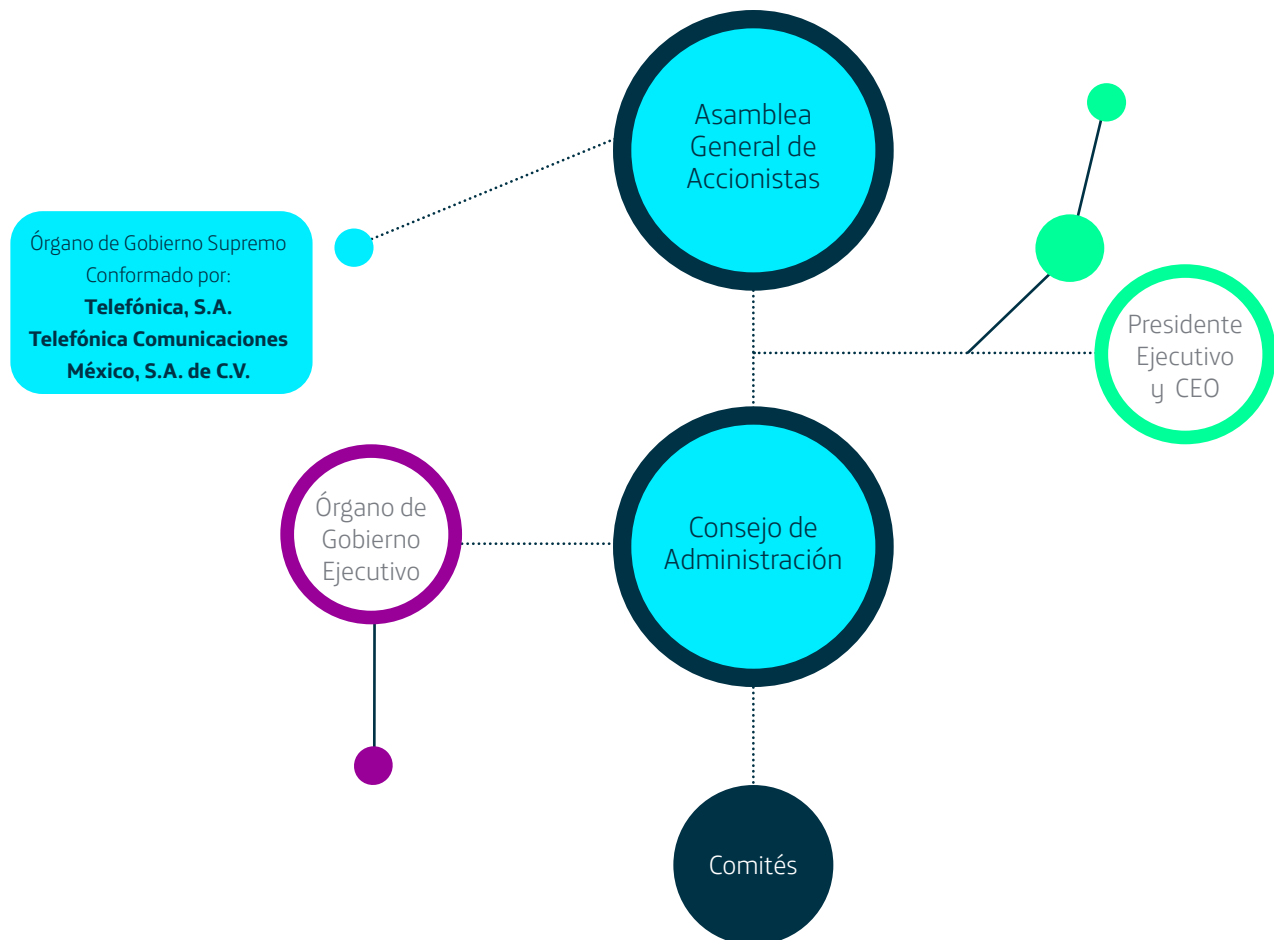 Asamblea
General de
Accionistas
Órgano de Gobierno Supremo
Conformado por:
Telefónica, S.A.
Telefónica Comunicaciones
México, S.A. de C.V.
Presidente
Ejecutivo
y CEO
Órgano de
Gobierno
Ejecutivo
Consejo de
Administración
Comités